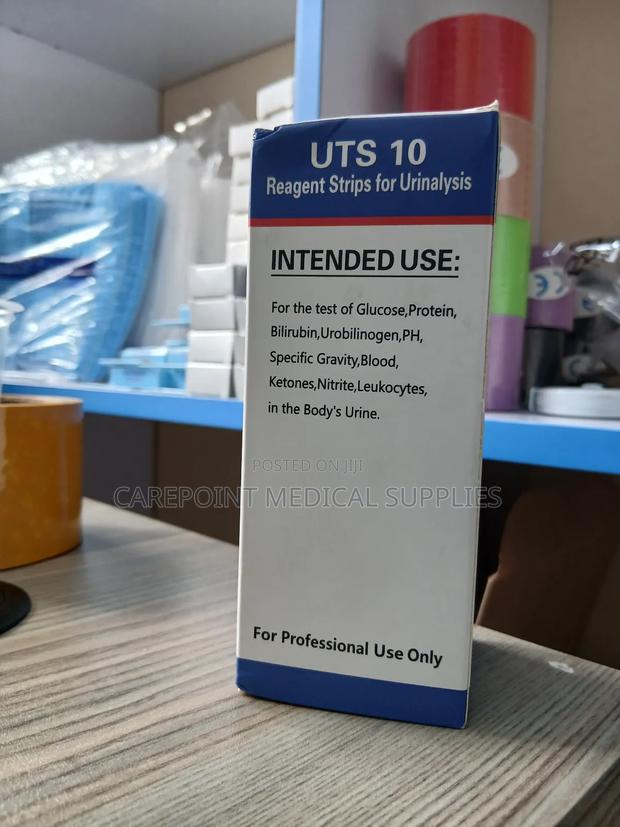 UTS 10
Reagent Strips for Urinalysis
INTENDED USE:
For the test of Glucose,Protein,
Bilirubin,Urobilinogen,PH,
Specific Gravity,Blood,
Ketones,Nitrite,Leukocytes,
in the Body's Urine.
POSTED ON JIJI
CAREPOINT MEDICAL SUPPLIES
For Professional Use Only